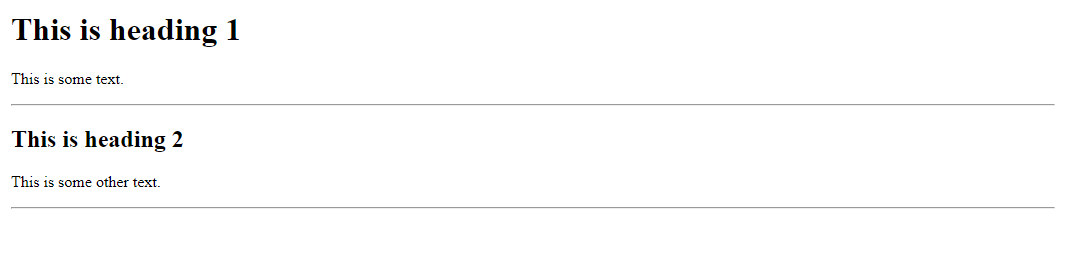 This is heading 1
This is some text.
This is heading 2
This is some other text.